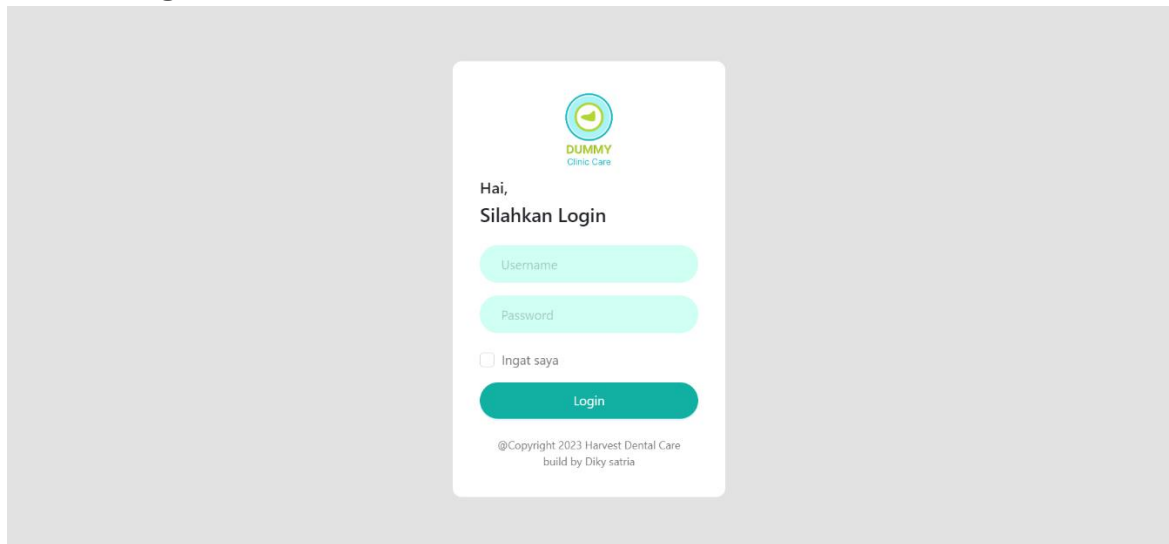 DUMMY
Clinic Care
Hai,
Silahkan Login
Username
Password
Ingat saya
Login
@Copyright 2023 Harvest Dental Care
build by Diky satria